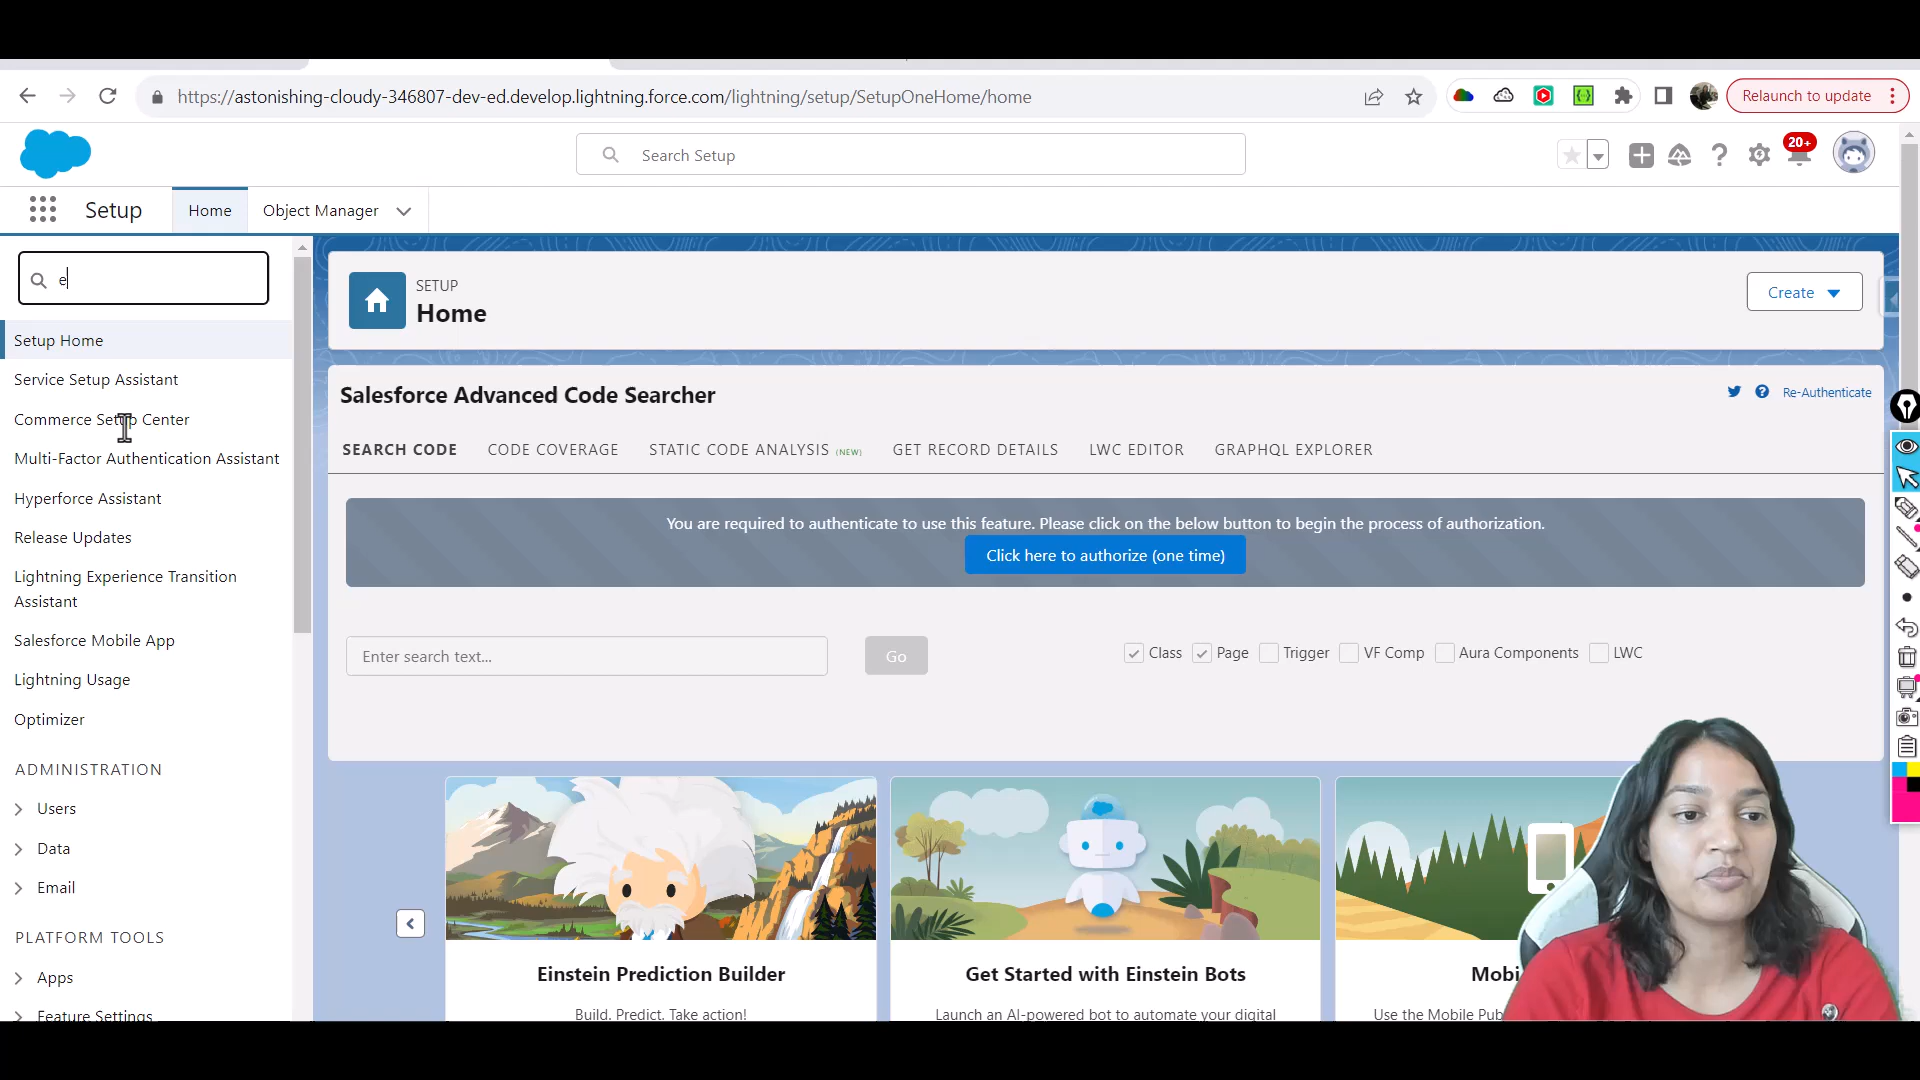 https://astonishing-cloudy-346807-dev-ed.develop.lightning.force.com/lightning/setup/SetupOneHome/home
Relaunch to update
Search Setup
20+
Setup
Home
Object Manager
e
Setup Home
Service Setup Assistant
Commerce Setup Center
Multi-Factor Authentication Assistant
Hyperforce Assistant
Release Updates
Lightning Experience Transition
Assistant
Salesforce Mobile App
Lightning Usage
Optimizer
ADMINISTRATION
Users
Data
Email
PLATFORM TOOLS
Apps
Feature Settings
SETUP
Home
Create
Salesforce Advanced Code Searcher
Re-Authenticate
SEARCH CODE
CODE COVERAGE
STATIC CODE ANALYSIS (NEW)
GET RECORD DETAILS
LWC EDITOR
GRAPHQL EXPLORER
You are required to authenticate to use this feature. Please click on the below button to begin the process of authorization.
Click here to authorize (one time)
Enter search text...
Go
Class
Page
Trigger
VF Comp
Aura Components
LWC
Einstein Prediction Builder
Build. Predict. Take action!
Get Started with Einstein Bots
Launch an AI-powered bot to automate your digital
Mobi
Use the Mobile Pub